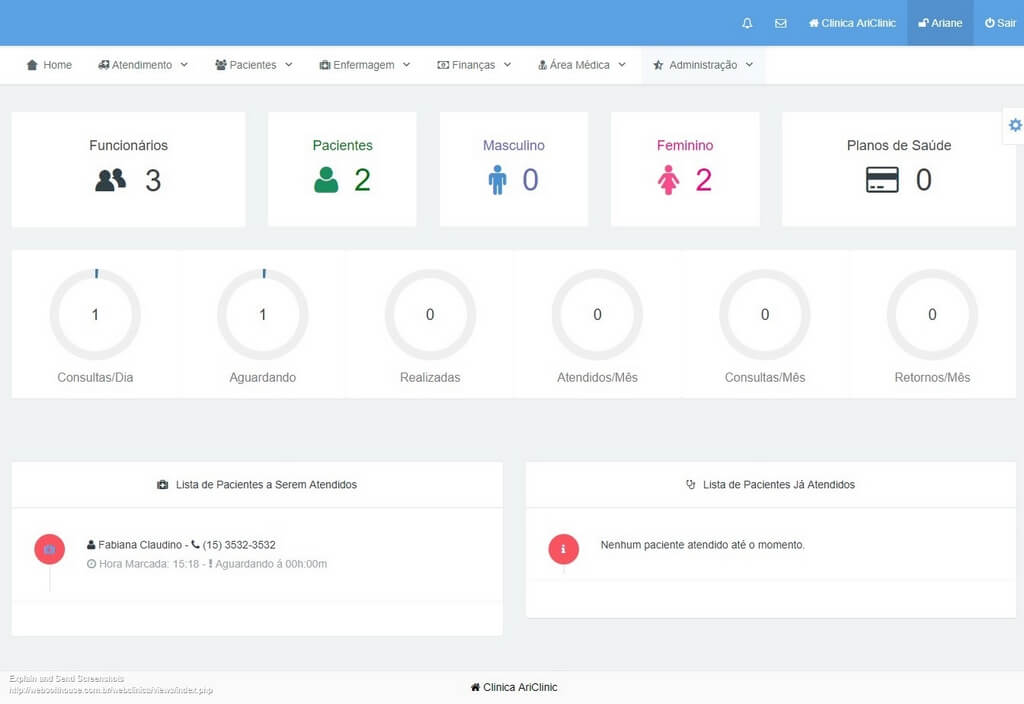 Clinica AriClinic Ariane Sair
Home Atendimento Pacientes Enfermagem Finanças Área Médica Administração
Funcionários
3
Pacientes
2
Masculino
0
Feminino
2
Planos de Saúde
0
1
Consultas/Dia
1
Aguardando
0
Realizadas
0
Atendidos/Mês
0
Consultas/Mês
0
Retornos/Mês
Lista de Pacientes a Serem Atendidos
Fabiana Claudino - (15) 3532-3532
Hora Marcada: 15:18 - ! Aguardando á 00h:00m
Lista de Pacientes Já Atendidos
Nenhum paciente atendido até o momento.
Explain and Send Screenshots
http://websofthouse.com.br/webclinica/views/index.php
Clinica AriClinic